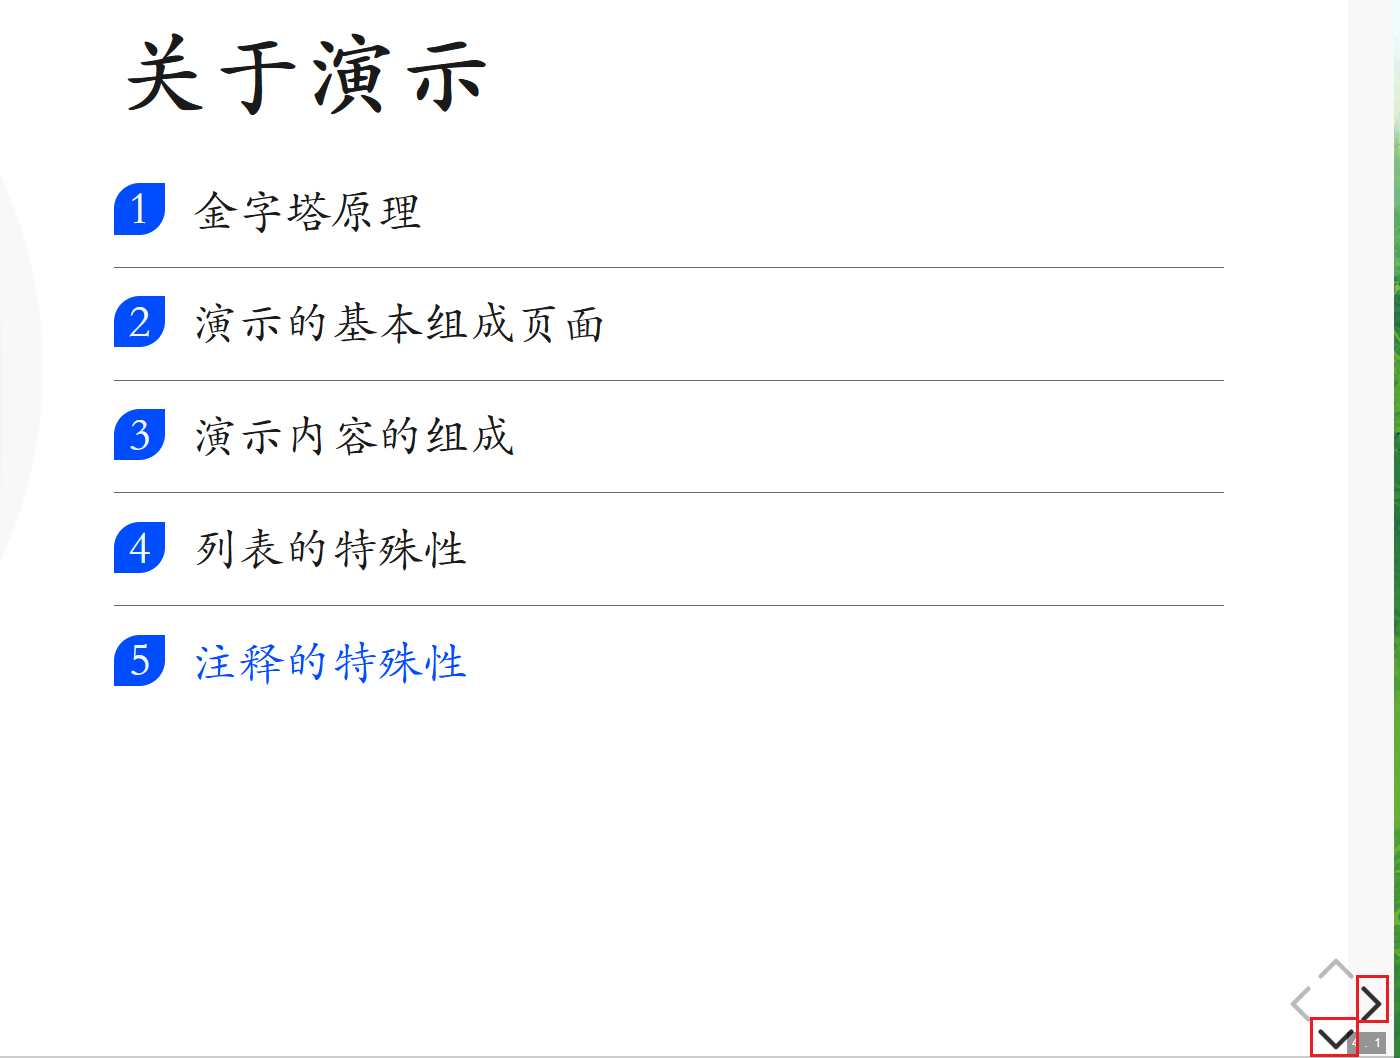 关于演示
1 金字塔原理
2 演示的基本组成页面
3 演示内容的组成
4 列表的特殊性
5 注释的特殊性
. 1